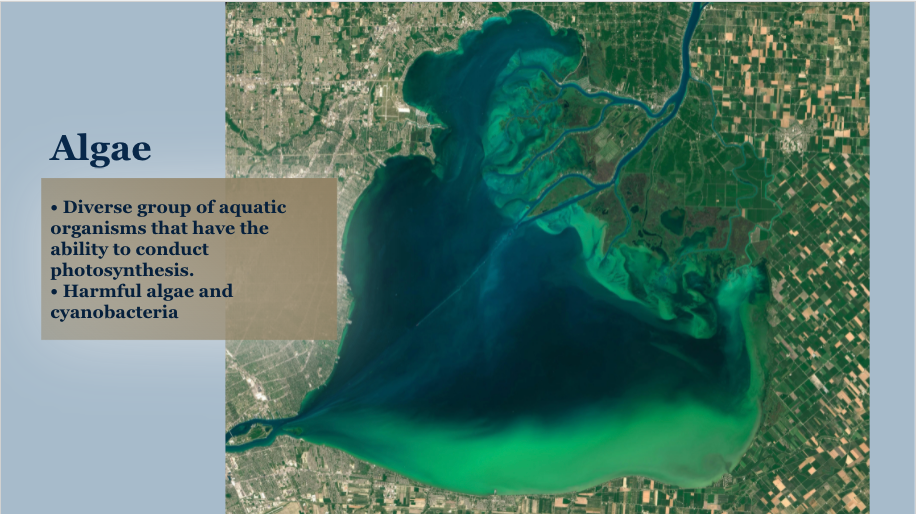 Algae
• Diverse group of aquatic
organisms that have the
ability to conduct
photosynthesis.
• Harmful algae and
cyanobacteria